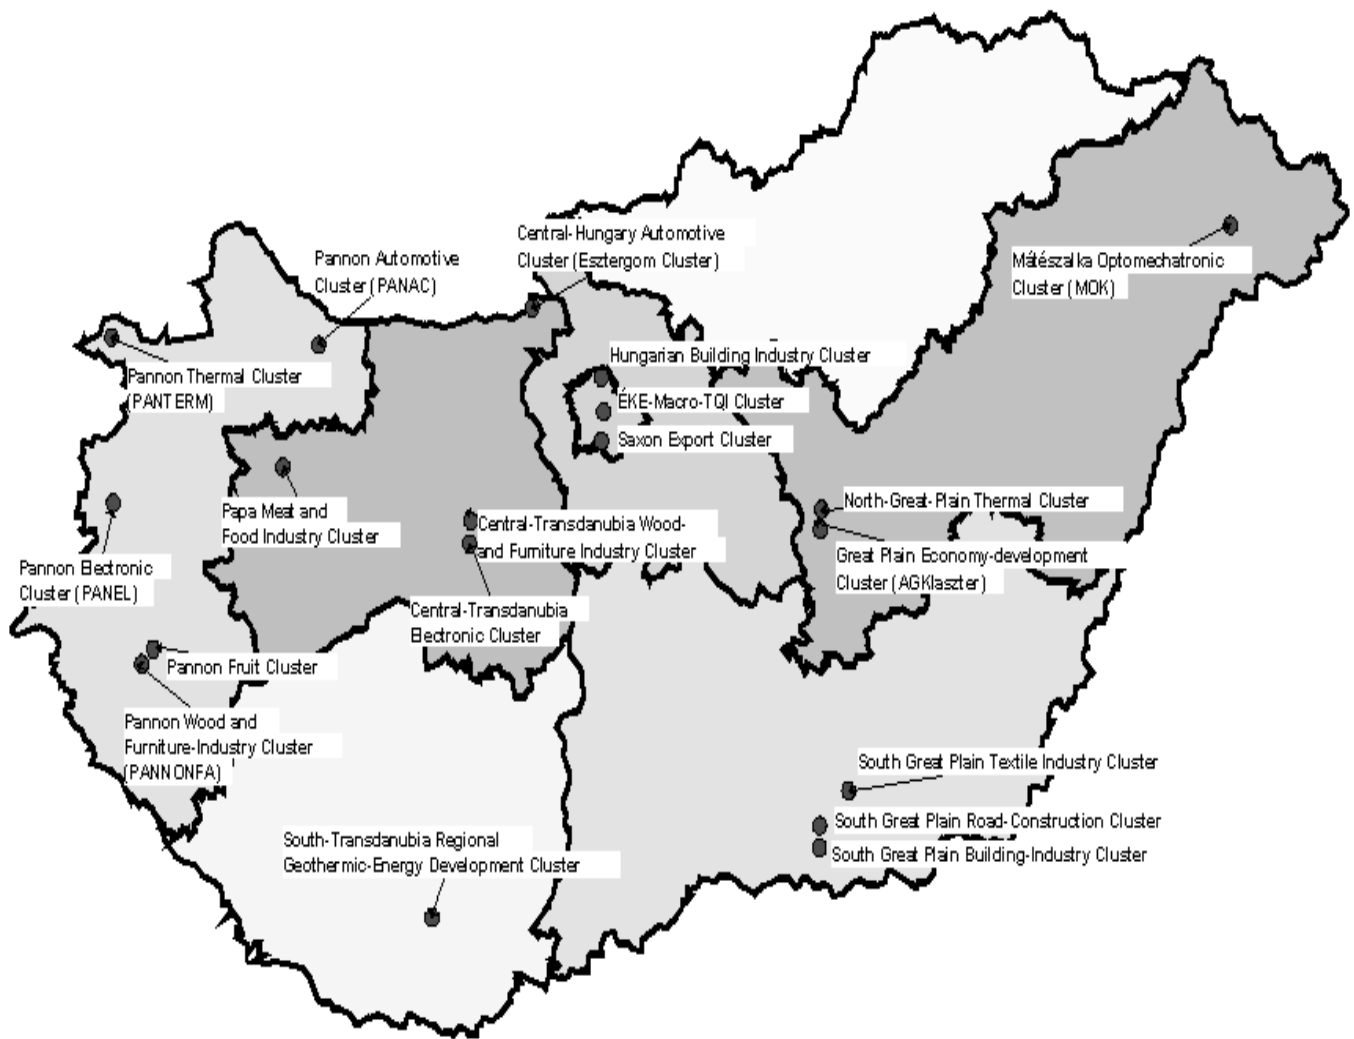 Central-Hungary Automotive
Cluster (Esztergom Cluster)
Pannon Automotive
Cluster (PANAC)
Mátészalka Optomechatronic
Cluster (MOK)
Hungarian Building Industry Cluster
Pannon Thermal Cluster
(PANTERM)
ÉKE-Macro-TQI Cluster
Saxon Export Cluster
North-Great-Plain Thermal Cluster
Papa Meat and
Food Industry Cluster
Central-Transdanubia Wood-
and Furniture Industry Cluster
Great Plain Economy-development
Cluster (AGKlaszter)
Pannon Electronic
Cluster (PANEL)
Central-Transdanubia
Electronic Cluster
Pannon Fruit Cluster
Pannon Wood and
Furniture-Industry Cluster
(PANNONFA)
South Great Plain Textile Industry Cluster
South Great Plain Road-Construction Cluster
South Great Plain Building-Industry Cluster
South-Transdanubia Regional
Geothermic-Energy Development Cluster